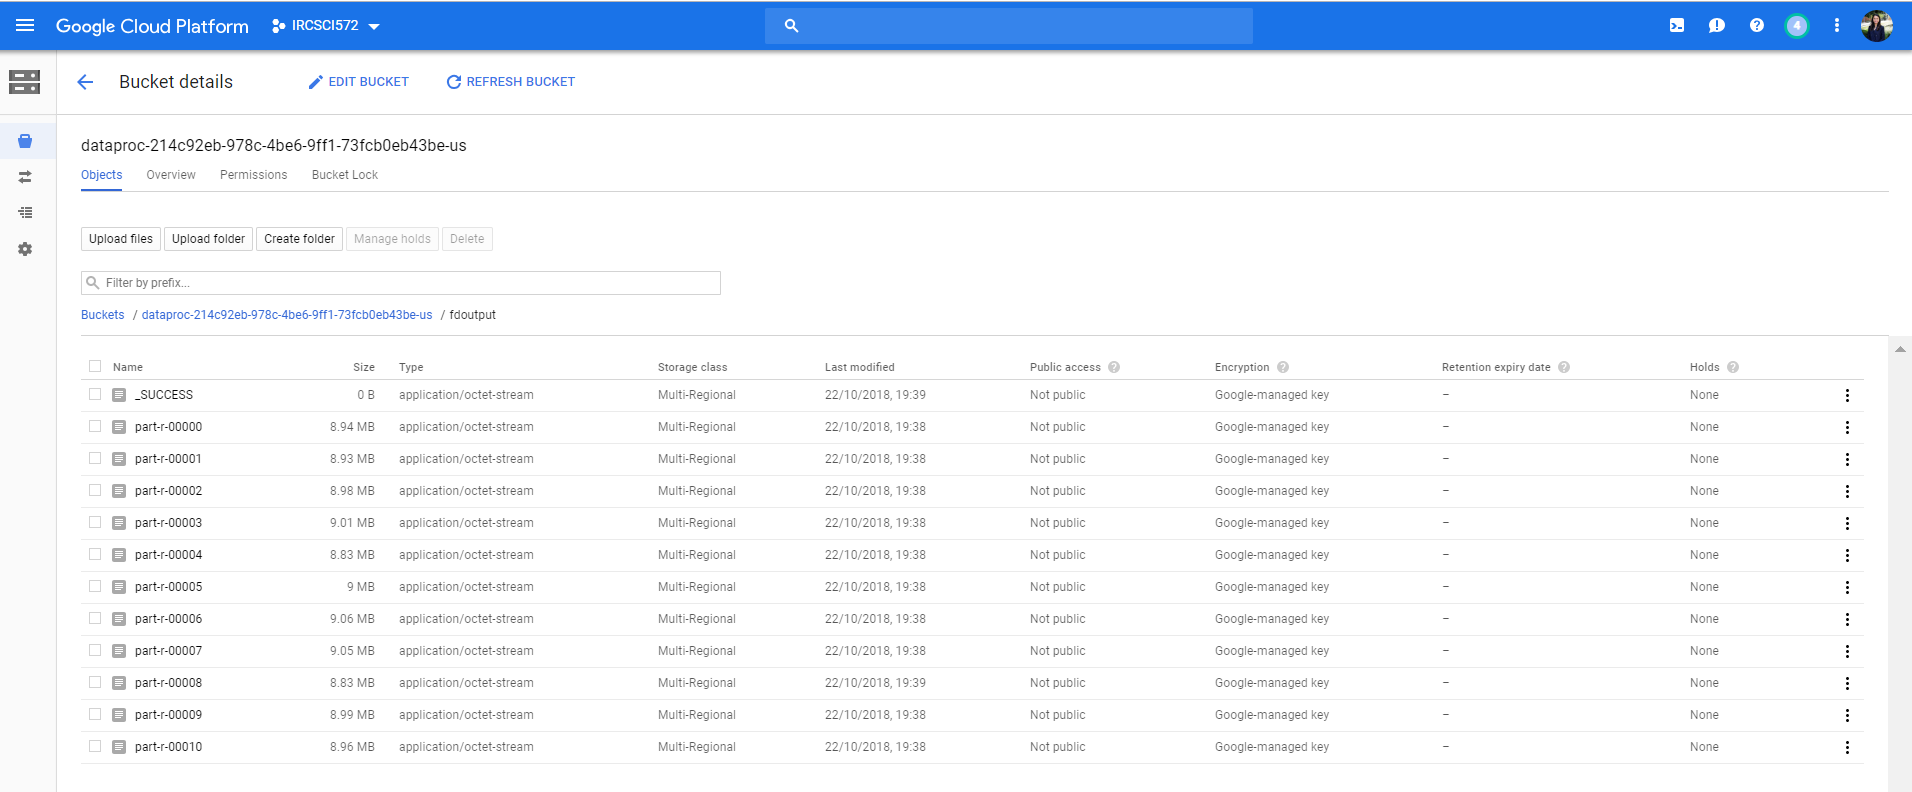 Google Cloud Platform IRCSCI572 4
Bucket details EDIT BUCKET REFRESH BUCKET
dataproc-214c92eb-978c-4be6-9ff1-73fcb0eb43be-us
Objects Overview Permissions Bucket Lock
Upload files Upload folder Create folder Manage holds Delete
Filter by prefix...
Buckets / dataproc-214c92eb-978c-4be6-9ff1-73fcb0eb43be-us / fdoutput
Name Size Type Storage class Last modified Public access ? Encryption ? Retention expiry date ? Holds ?
_SUCCESS 0 B application/octet-stream Multi-Regional 22/10/2018, 19:39 Not public Google-managed key – None
part-r-00000 8.94 MB application/octet-stream Multi-Regional 22/10/2018, 19:38 Not public Google-managed key – None
part-r-00001 8.93 MB application/octet-stream Multi-Regional 22/10/2018, 19:38 Not public Google-managed key – None
part-r-00002 8.98 MB application/octet-stream Multi-Regional 22/10/2018, 19:38 Not public Google-managed key – None
part-r-00003 9.01 MB application/octet-stream Multi-Regional 22/10/2018, 19:38 Not public Google-managed key – None
part-r-00004 8.83 MB application/octet-stream Multi-Regional 22/10/2018, 19:38 Not public Google-managed key – None
part-r-00005 9 MB application/octet-stream Multi-Regional 22/10/2018, 19:38 Not public Google-managed key – None
part-r-00006 9.06 MB application/octet-stream Multi-Regional 22/10/2018, 19:38 Not public Google-managed key – None
part-r-00007 9.05 MB application/octet-stream Multi-Regional 22/10/2018, 19:38 Not public Google-managed key – None
part-r-00008 8.83 MB application/octet-stream Multi-Regional 22/10/2018, 19:39 Not public Google-managed key – None
part-r-00009 8.99 MB application/octet-stream Multi-Regional 22/10/2018, 19:38 Not public Google-managed key – None
part-r-00010 8.96 MB application/octet-stream Multi-Regional 22/10/2018, 19:38 Not public Google-managed key – None